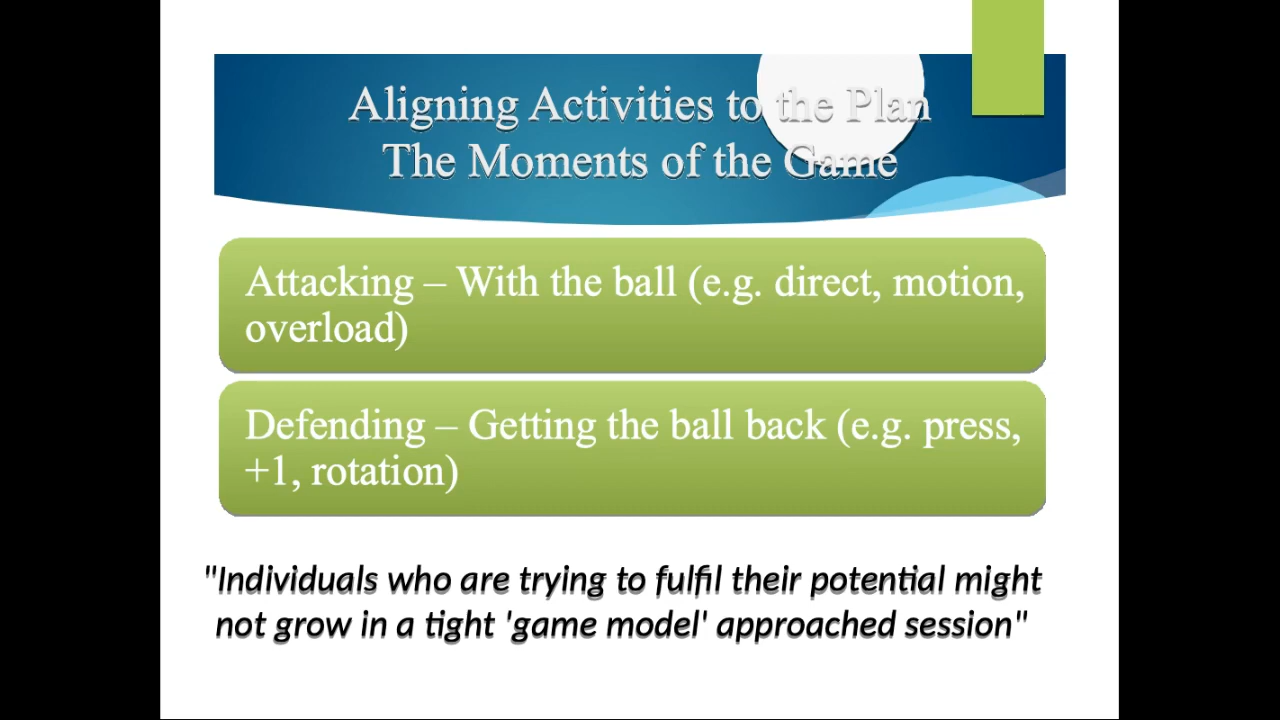 Aligning Activities to the Plan
The Moments of the Game
Attacking – With the ball (e.g. direct, motion,
overload)
Defending – Getting the ball back (e.g. press,
+1, rotation)
"Individuals who are trying to fulfil their potential might
not grow in a tight 'game model' approached session"